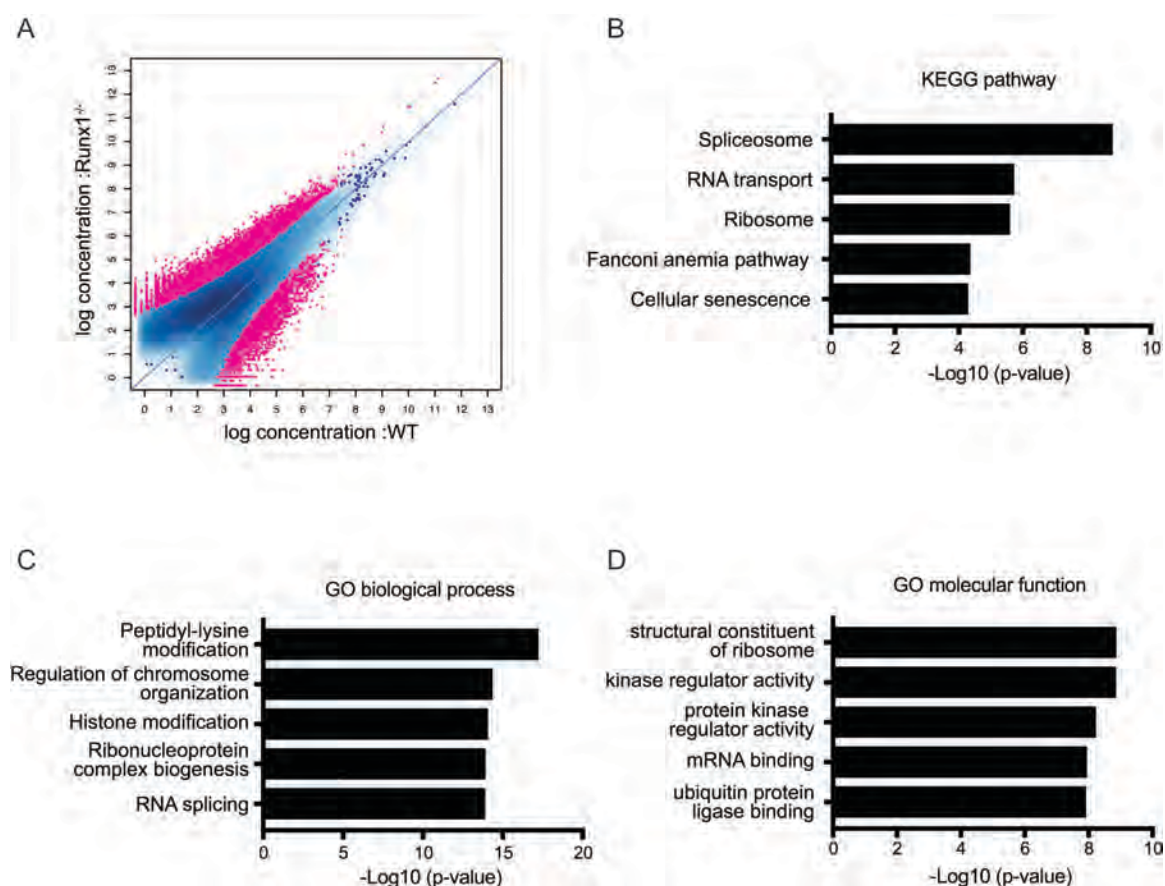 A
log concentration :Runx1-/-
13
12
11
10
9
8
7
6
5
4
3
2
1
0
0 1 2 3 4 5 6 7 8 9 10 11 12 13
log concentration :WT
B
KEGG pathway
Spliceosome
RNA transport
Ribosome
Fanconi anemia pathway
Cellular senescence
0 2 4 6 8 10
-Log10 (p-value)
C
GO biological process
Peptidyl-lysine
modification
Regulation of chromosome
organization
Histone modification
Ribonucleoprotein
complex biogenesis
RNA splicing
0 5 10 15 20
-Log10 (p-value)
D
GO molecular function
structural constituent
of ribosome
kinase regulator activity
protein kinase
regulator activity
mRNA binding
ubiquitin protein
ligase binding
0 2 4 6 8 10
-Log10 (p-value)